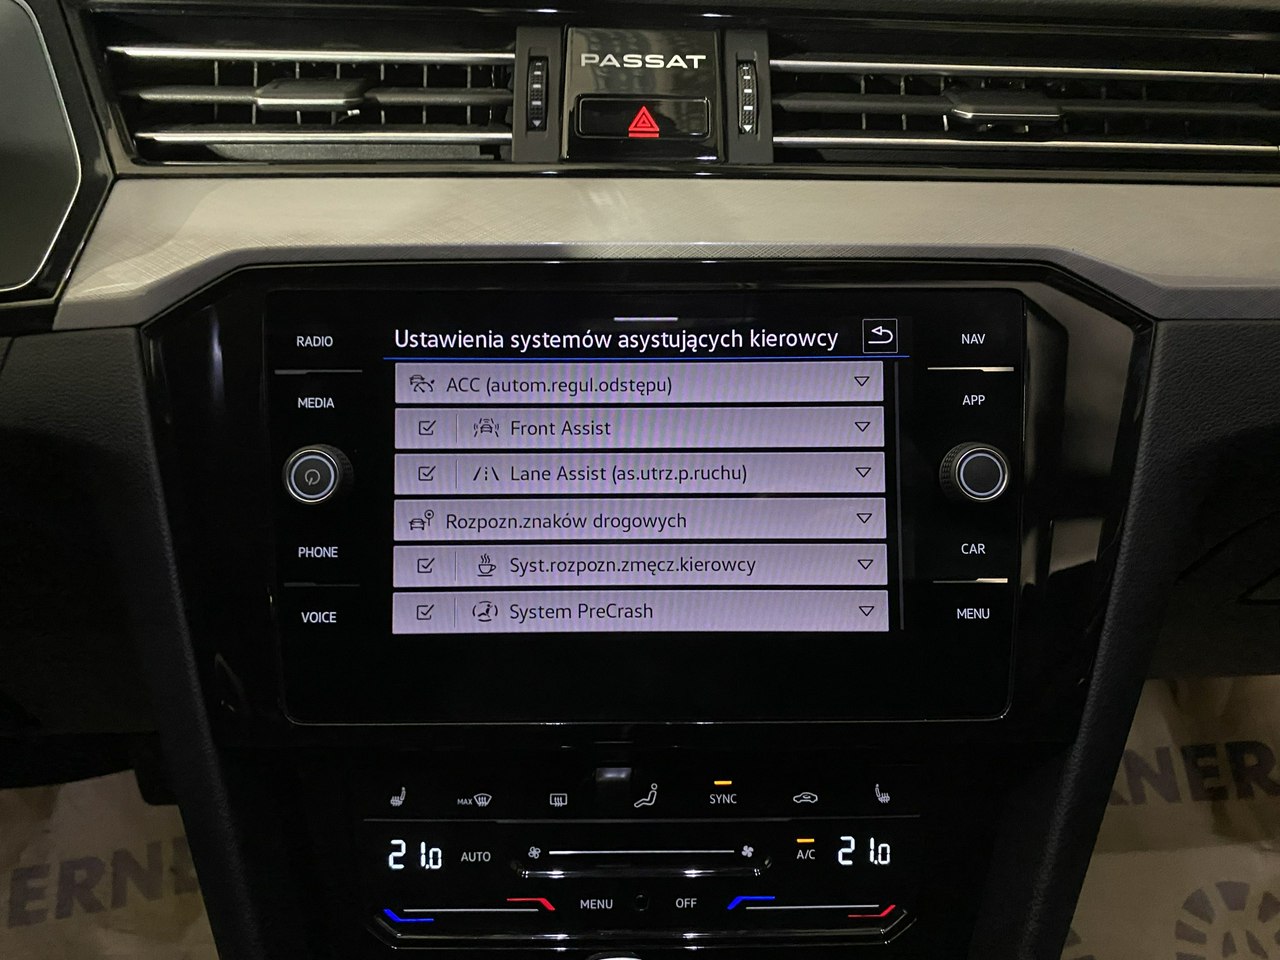 PASSAT
RADIO
MEDIA
PHONE
VOICE
Ustawienia systemów asystujących kierowcy
ACC (autom.regul.odstępu)
Front Assist
Lane Assist (as.utrz.p.ruchu)
Rozpozn.znaków drogowych
Syst.rozpozn.zmęcz.kierowcy
System PreCrash
NAV
APP
CAR
MENU
MAX
SYNC
21.0
AUTO
A/C
21.0
MENU
OFF